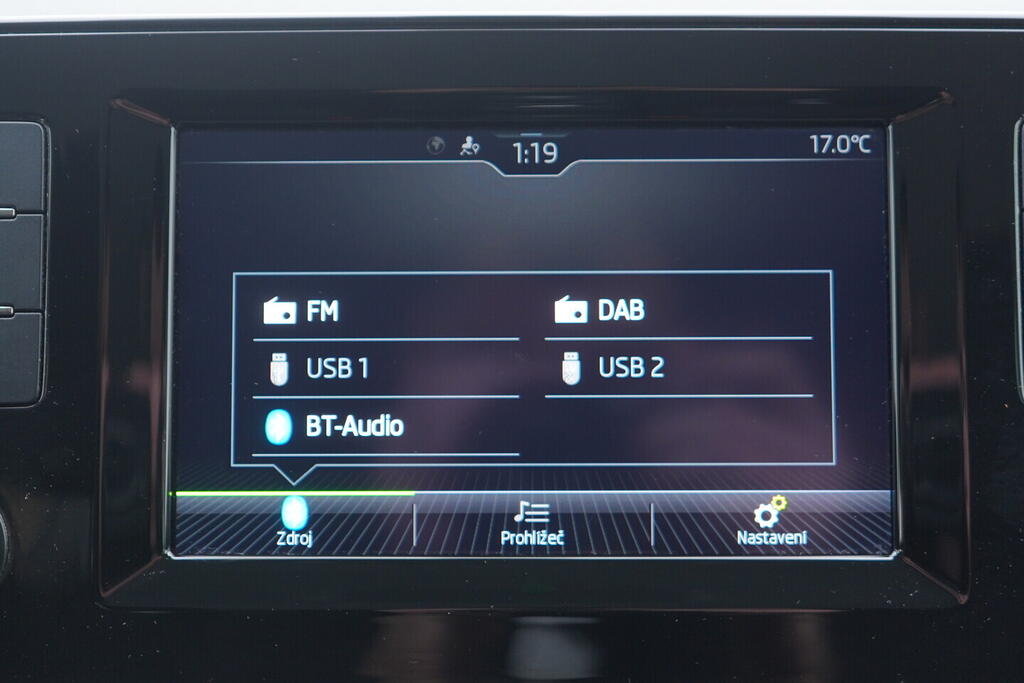 1:19
17.0°C
FM
DAB
USB 1
USB 2
BT-Audio
Zdroj
Prohlížeč
Nastavení